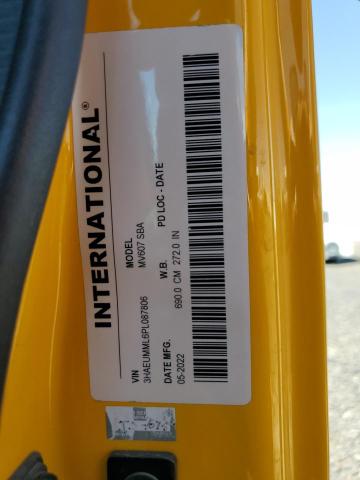 INTERNATIONAL®
VIN MODEL
3HAEUMML6PL087806 MV607 SBA
DATE MFG. W.B. PD LOC - DATE
05-2022 690.0 CM 272.0 IN